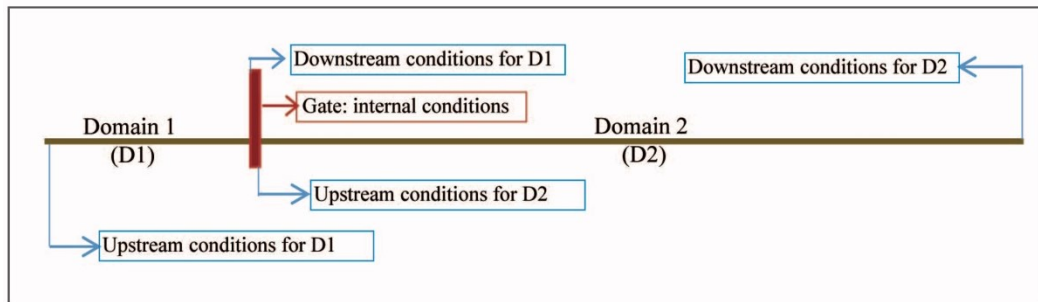 Downstream conditions for D1
Downstream conditions for D2
Gate: internal conditions
Domain 1
(D1)
Domain 2
(D2)
Upstream conditions for D2
Upstream conditions for D1